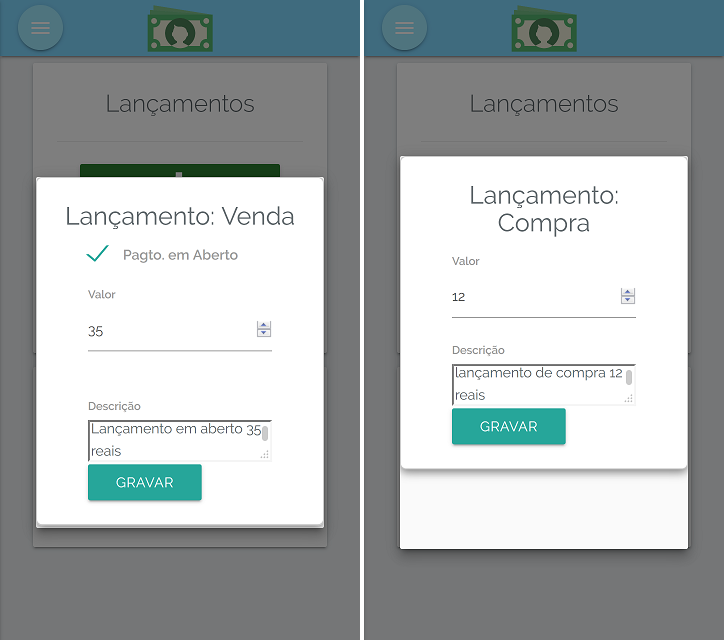 Lançamentos
Lançamento: Venda
Pagto. em Aberto
Valor
35
Descrição
Lançamento em aberto 35
reais
GRAVAR
Lançamentos
Lançamento:
Compra
Valor
12
Descrição
lançamento de compra 12
reais
GRAVAR